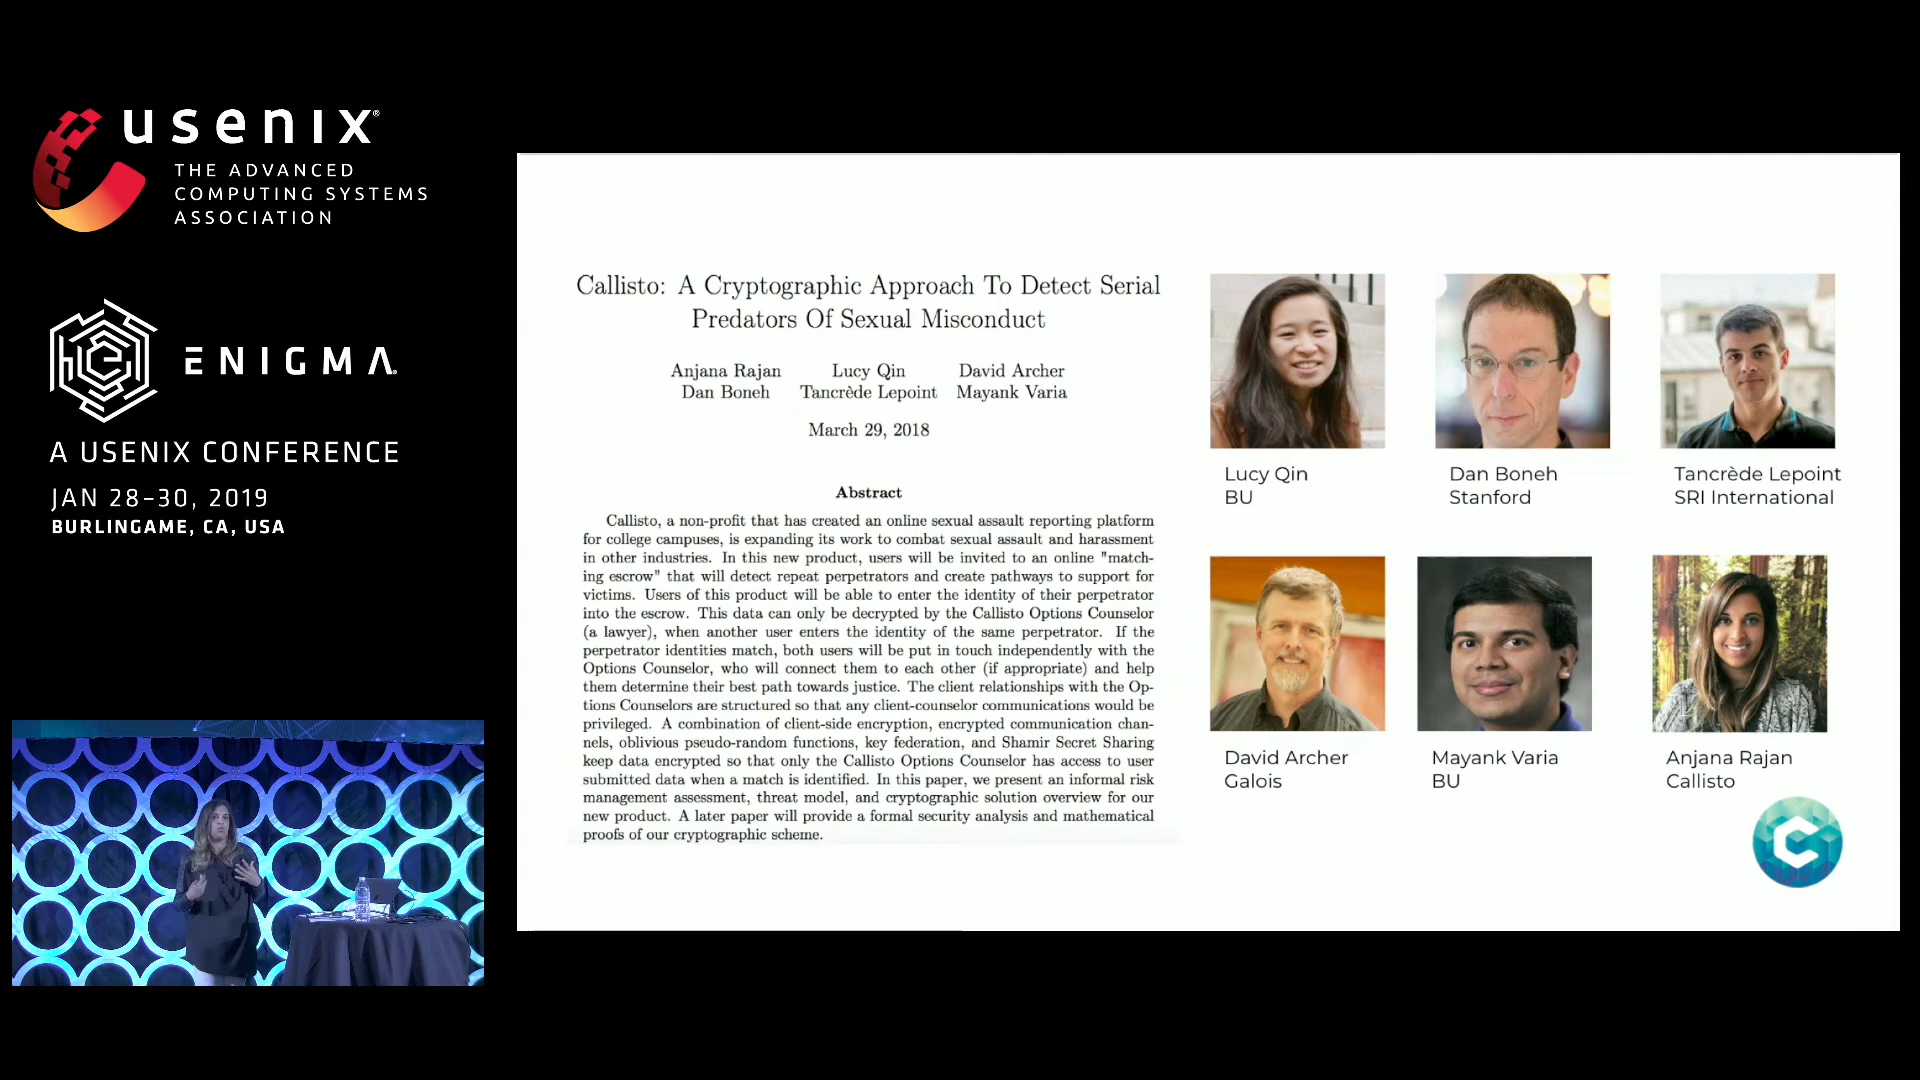 usenix®
THE ADVANCED
COMPUTING SYSTEMS
ASSOCIATION
ENIGMA.
A USENIX CONFERENCE
JAN 28–30, 2019
BURLINGAME, CA, USA
Callisto: A Cryptographic Approach To Detect Serial
Predators Of Sexual Misconduct
Anjana Rajan Lucy Qin David Archer
Dan Boneh Tancrède Lepoint Mayank Varia
March 29, 2018
Abstract
Callisto, a non-profit that has created an online sexual assault reporting platform
for college campuses, is expanding its work to combat sexual assault and harassment
in other industries. In this new product, users will be invited to an online "match-
ing escrow" that will detect repeat perpetrators and create pathways to support for
victims. Users of this product will be able to enter the identity of their perpetrator
into the escrow. This data can only be decrypted by the Callisto Options Counselor
(a lawyer), when another user enters the identity of the same perpetrator. If the
perpetrator identities match, both users will be put in touch independently with the
Options Counselor, who will connect them to each other (if appropriate) and help
them determine their best path towards justice. The client relationships with the Op-
tions Counselors are structured so that any client-counselor communications would be
privileged. A combination of client-side encryption, encrypted communication chan-
nels, oblivious pseudo-random functions, key federation, and Shamir Secret Sharing
keep data encrypted so that only the Callisto Options Counselor has access to user
submitted data when a match is identified. In this paper, we present an informal risk
management assessment, threat model, and cryptographic solution overview for our
new product. A later paper will provide a formal security analysis and mathematical
proofs of our cryptographic scheme.
Lucy Qin
BU
Dan Boneh
Stanford
Tancrède Lepoint
SRI International
David Archer
Galois
Mayank Varia
BU
Anjana Rajan
Callisto
C